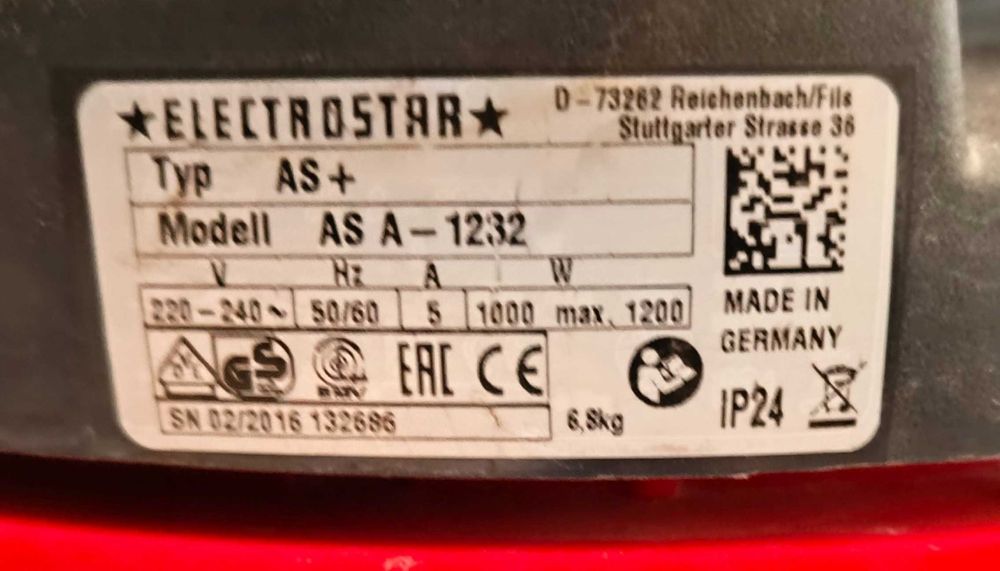 ★ELECTROSTAR★
D-73262 Reichenbach/Fils
Stuttgarter Strasse 36
Typ AS+
Modell AS A-1232
V Hz A W
220-240~ 50/60 5 1000 max. 1200
MADE IN
GERMANY
GS EAC CE
IP24
SN 02/2016 132686
6,8kg